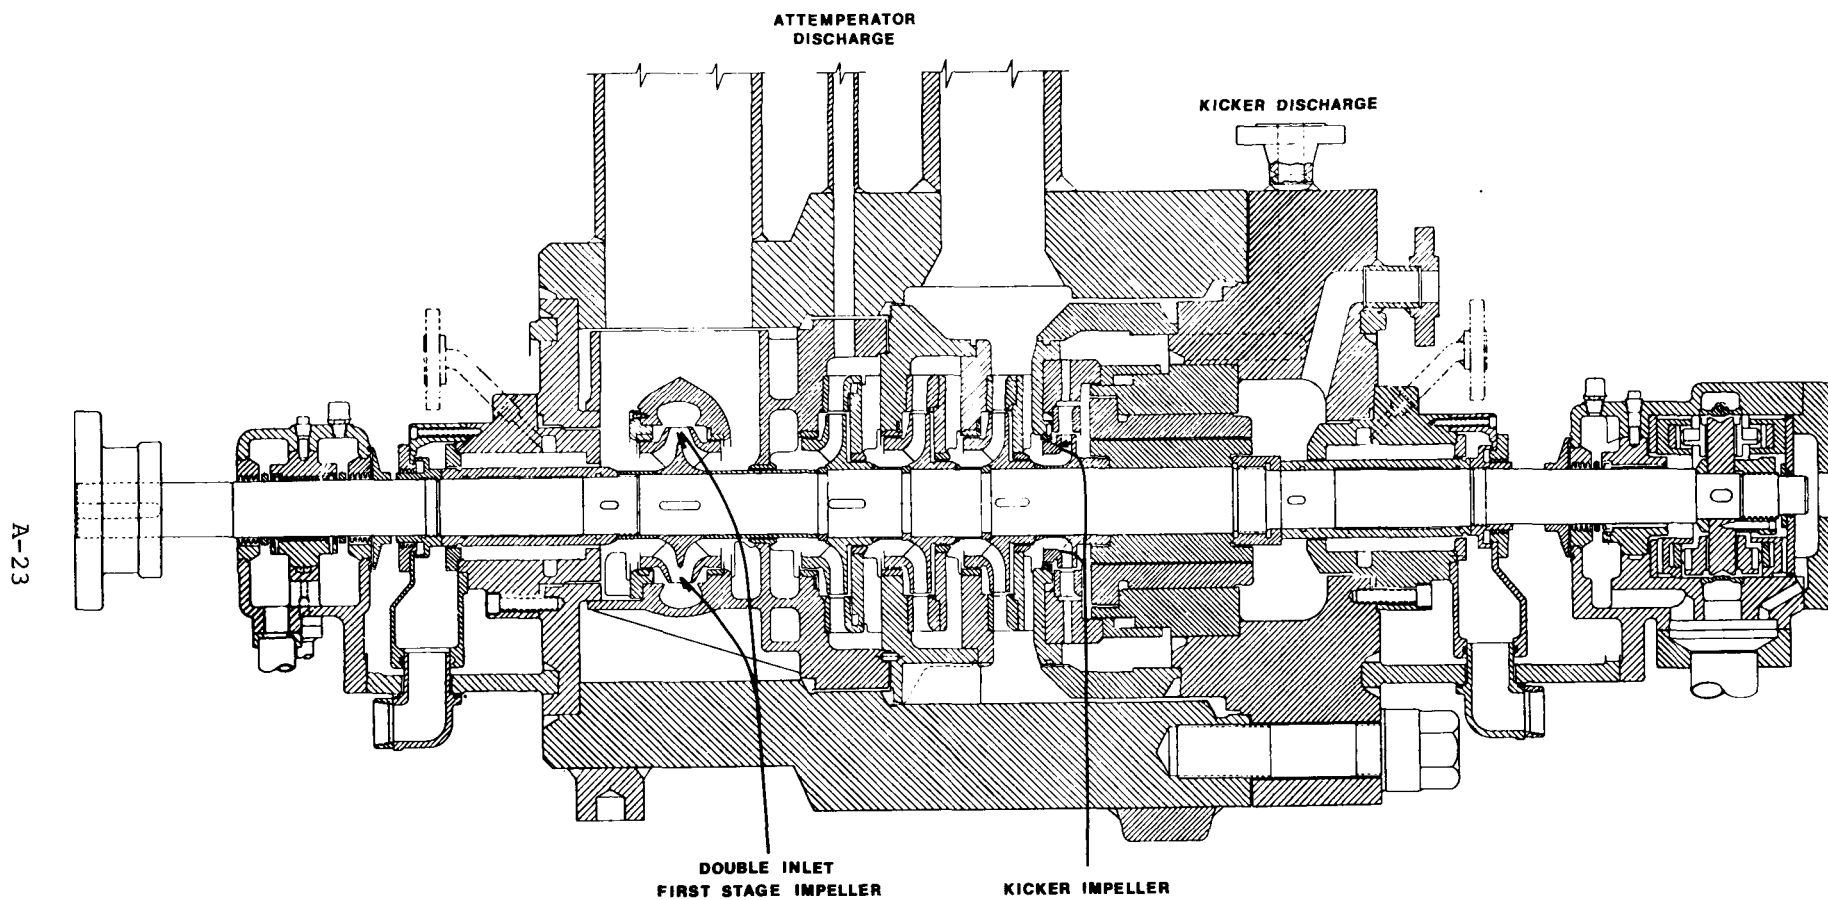 ATTEMPERATOR
DISCHARGE
KICKER DISCHARGE
A-23
DOUBLE INLET
FIRST STAGE IMPELLER
KICKER IMPELLER